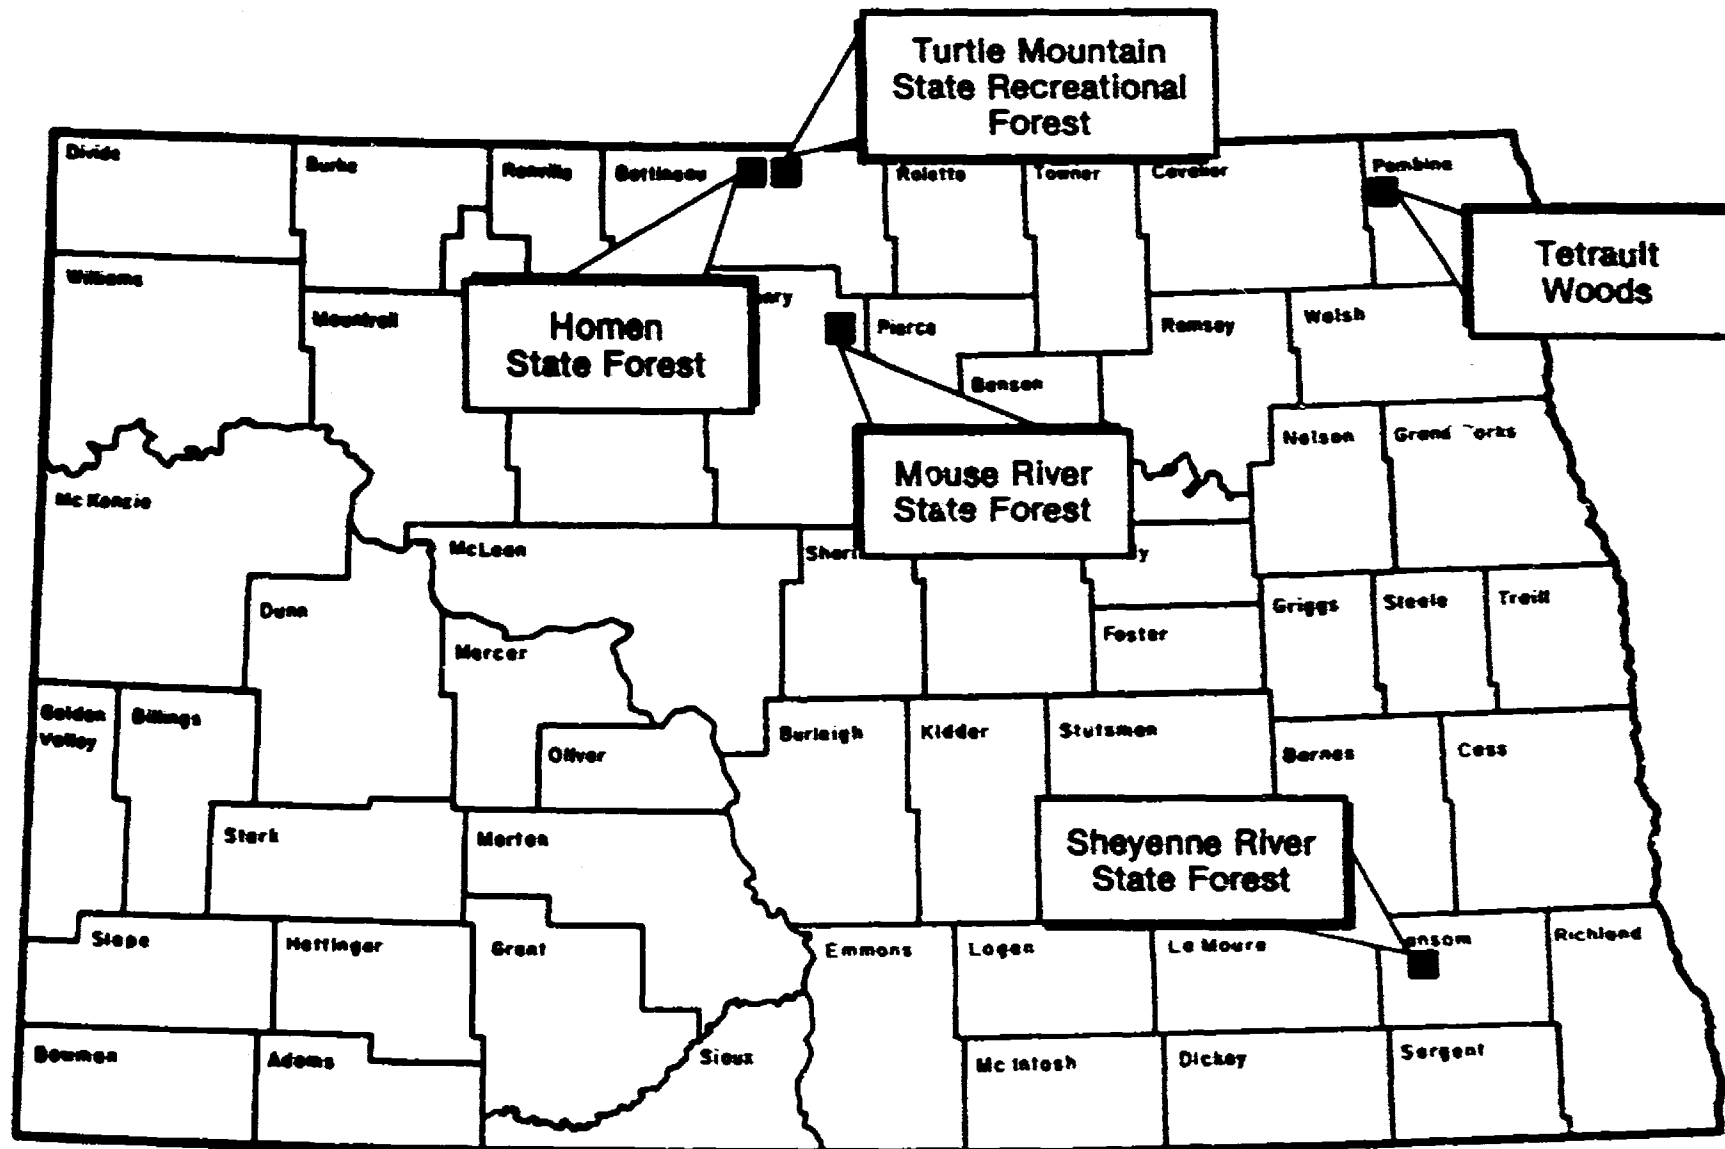 Turtle Mountain
State Recreational
Forest
Divide
Burke
Renville
Bottineau
Rolette
Towner
Cavalier
Pembina
Tetrault
Woods
Williams
Mountrail
Homen
State Forest
Pierce
Ramsey
Walsh
Benson
Nelson
Grand Forks
McKenzie
Mouse River
State Forest
McLean
Dunn
Mercer
Foster
Griggs
Steele
Traill
Golden
Valley
Billings
Oliver
Burleigh
Kidder
Stutsman
Barnes
Cass
Stark
Morton
Sheyenne River
State Forest
Slope
Hettinger
Grant
Emmons
Logan
La Moure
ansom
Richland
Bowman
Adams
Sioux
Mc Intosh
Dickey
Sargent